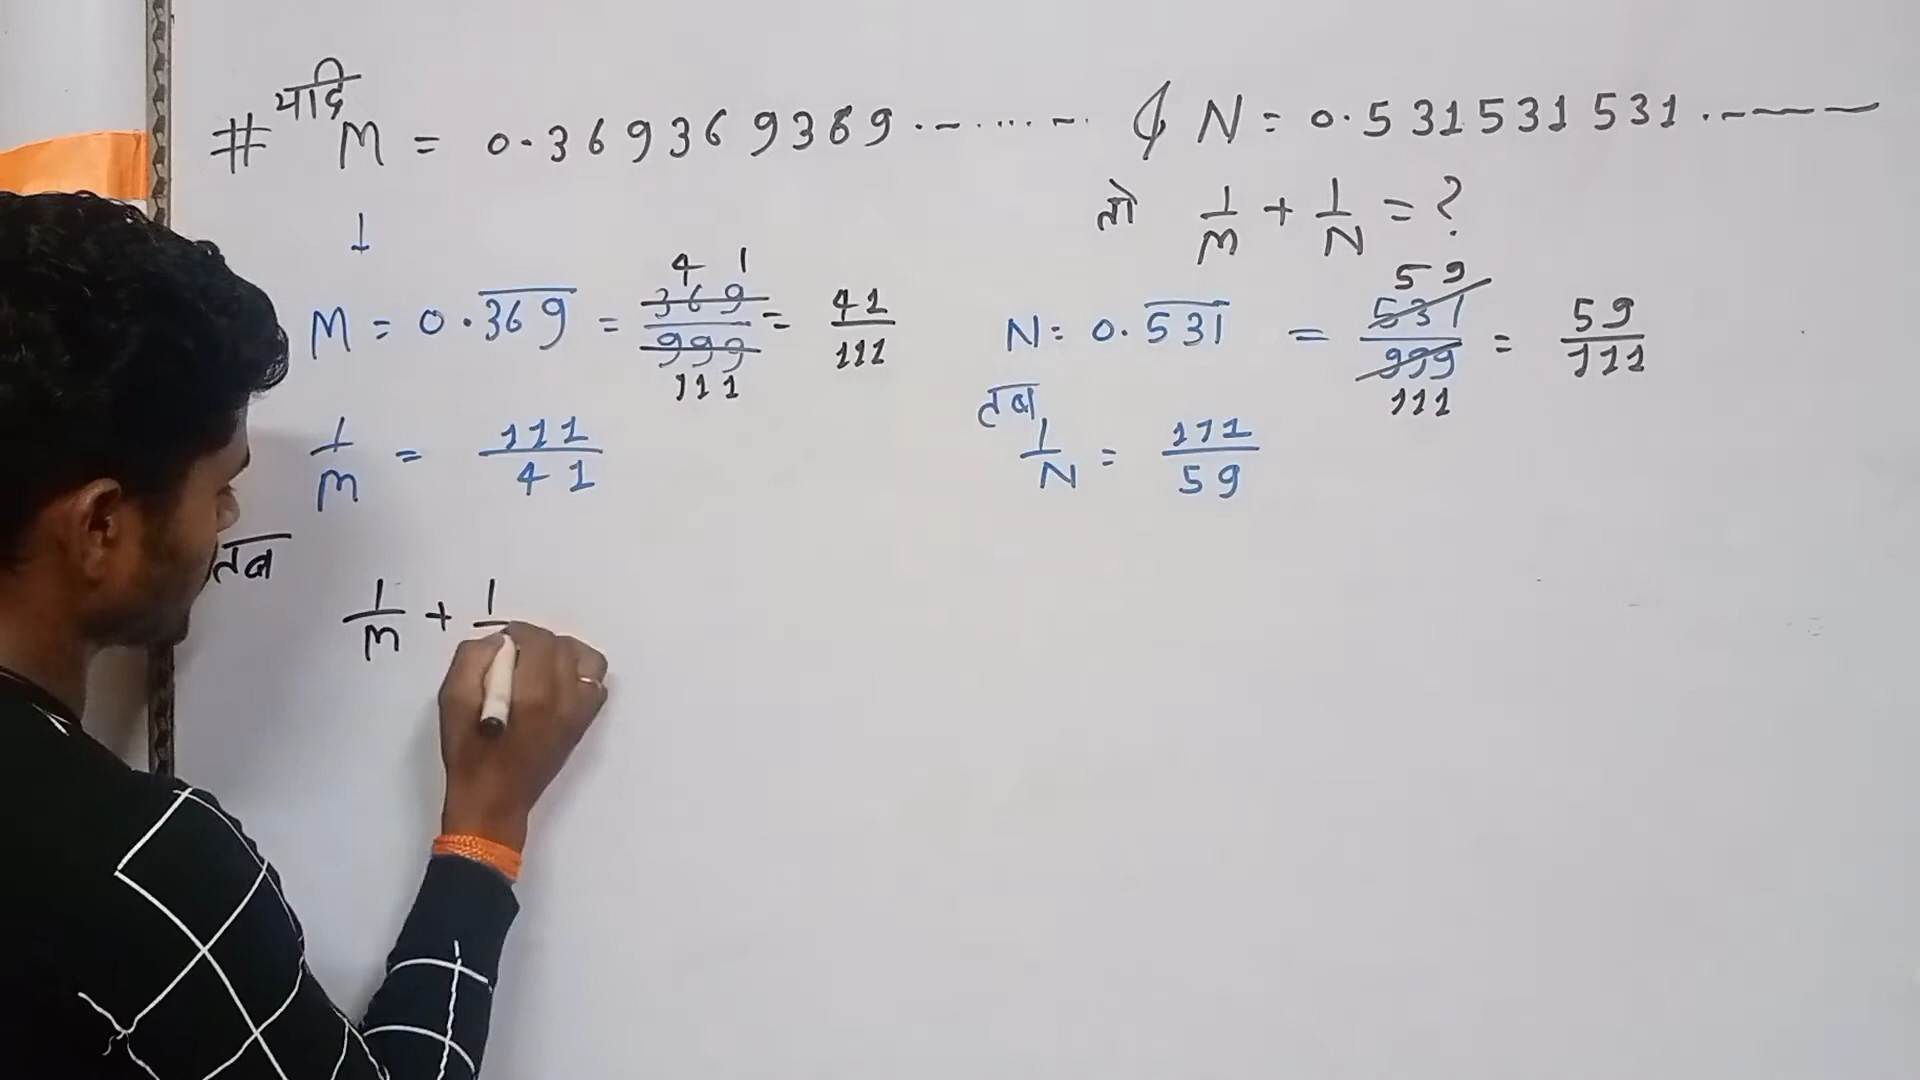 # यदि M = 0.369369369......... & N = 0.531531531.----
तो 1/M + 1/N = ?
M = 0.3̅6̅9̅ = 369/999 = 41/111
41
111
N = 0.5̅3̅1̅ = 531/999 = 59/111
59
111
1/M = 111/41
तब 1/N = 111/59
तब
1/M + 1